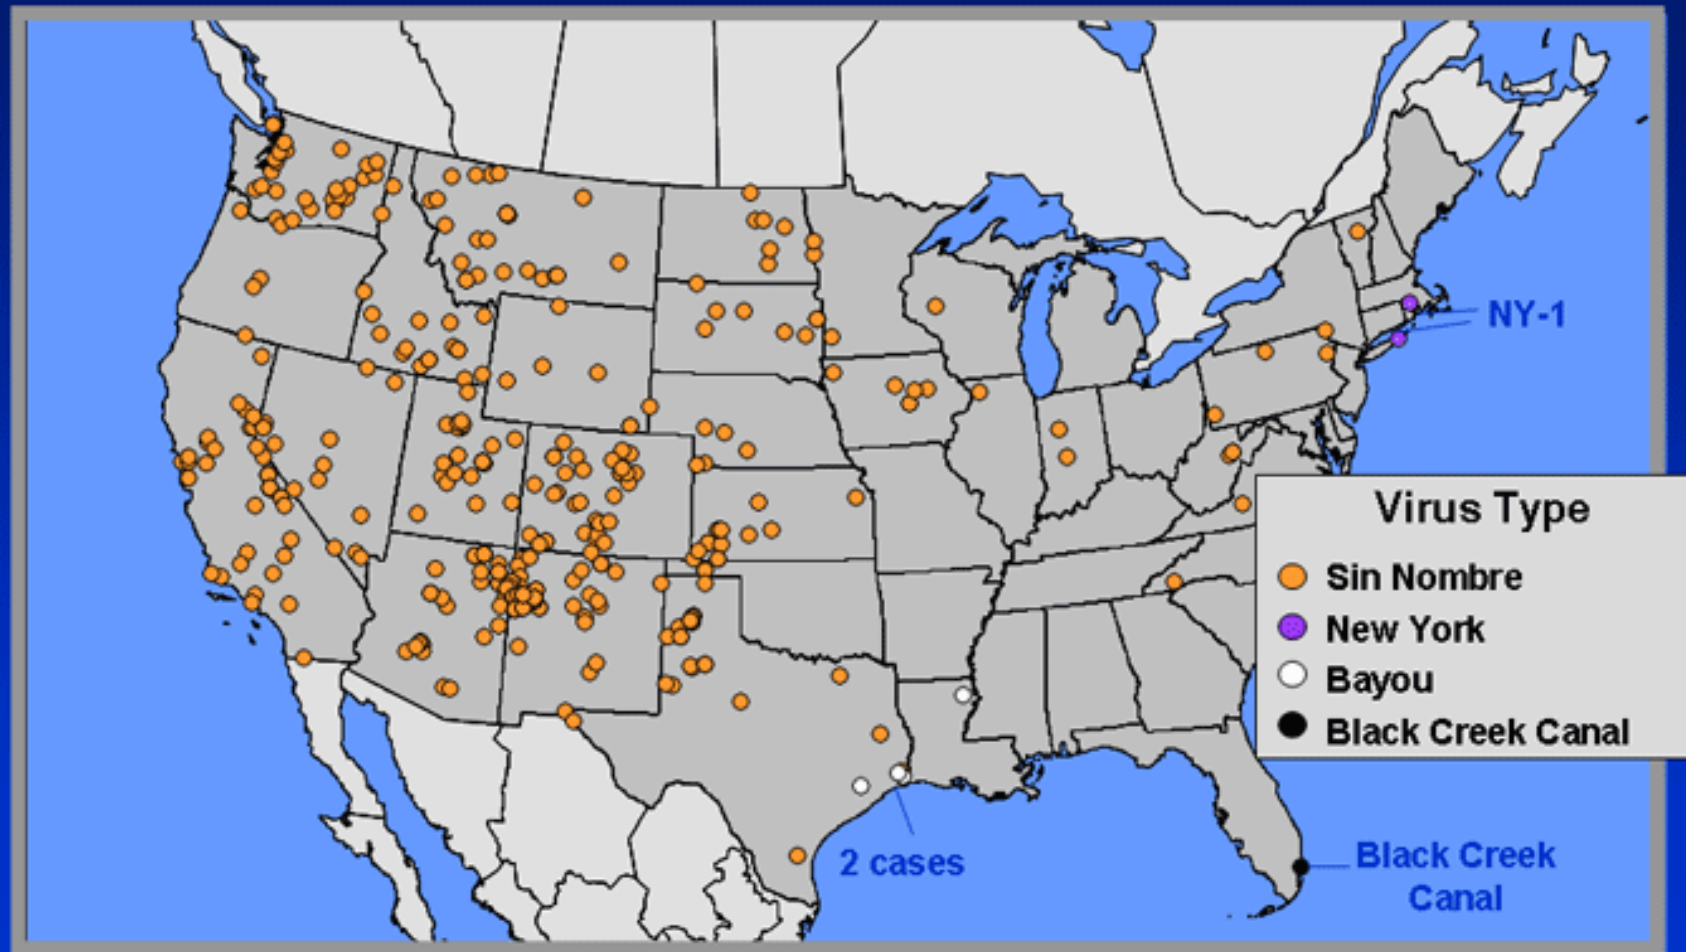 NY-1
Virus Type
Sin Nombre
New York
Bayou
Black Creek Canal
2 cases
Black Creek
Canal